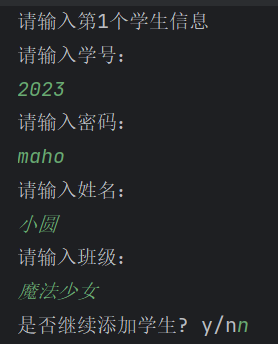 请输入第1个学生信息
请输入学号：
2023
请输入密码：
maho
请输入姓名：
小圆
请输入班级：
魔法少女
是否继续添加学生? y/nn